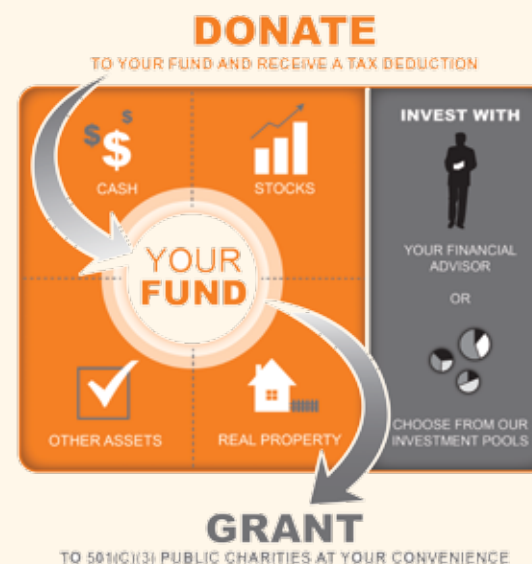 DONATE
TO YOUR FUND AND RECEIVE A TAX DEDUCTION
$ $ $
CASH
STOCKS
INVEST WITH
YOUR FINANCIAL
ADVISOR
OR
CHOOSE FROM OUR
INVESTMENT POOLS
YOUR
FUND
OTHER ASSETS
REAL PROPERTY
GRANT
TO 501(C)(3) PUBLIC CHARITIES AT YOUR CONVENIENCE